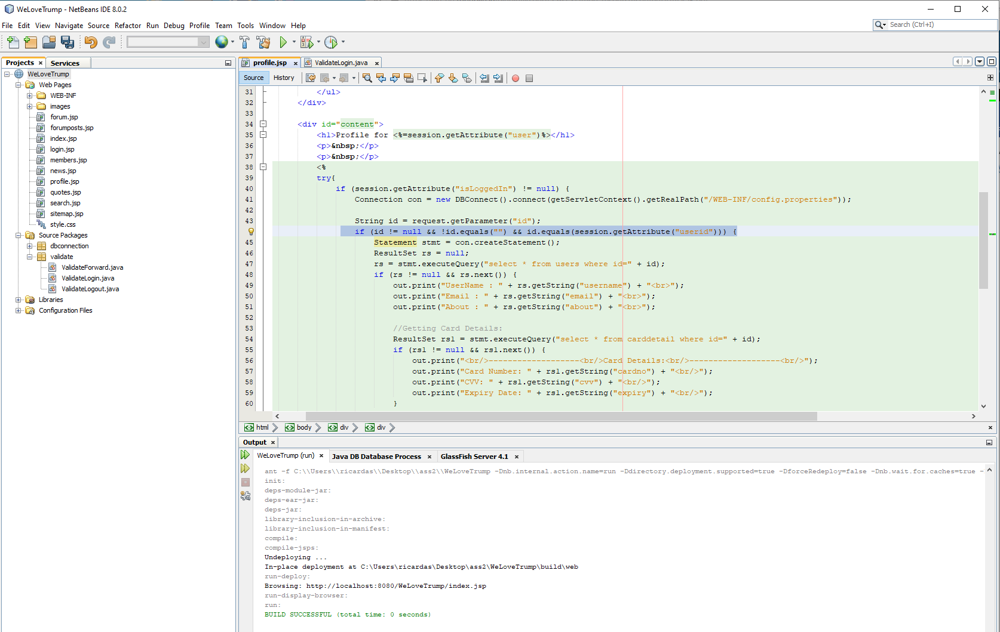 WeLoveTrump - NetBeans IDE 8.0.2
File Edit View Navigate Source Refactor Run Debug Profile Team Tools Window Help
Search (Ctrl+I)
Projects
Services
WeLoveTrump
Web Pages
WEB-INF
images
forum.jsp
forumposts.jsp
index.jsp
login.jsp
members.jsp
news.jsp
profile.jsp
quotes.jsp
search.jsp
sitemap.jsp
style.css
Source Packages
dbconnection
validate
ValidateForward.java
ValidateLogin.java
ValidateLogout.java
Libraries
Configuration Files
profile.jsp
ValidateLogin.java
Source History
31 </ul>
32 </div>
33
34 <div id="content">
35 <h1>Profile for <%=session.getAttribute("user")%></h1>
36 <p>&nbsp;</p>
37 <p>&nbsp;</p>
38 <%
39 try{
40 if (session.getAttribute("isLoggedIn") != null) {
41 Connection con = new DBConnect().connect(getServletContext().getRealPath("/WEB-INF/config.properties"));
42
43 String id = request.getParameter("id");
if (id != null && !id.equals("") && id.equals(session.getAttribute("userid"))) {
45 Statement stmt = con.createStatement();
46 ResultSet rs = null;
47 rs = stmt.executeQuery("select * from users where id=" + id);
48 if (rs != null && rs.next()) {
49 out.print("UserName : " + rs.getString("username") + "<br>");
50 out.print("Email : " + rs.getString("email") + "<br>");
51 out.print("About : " + rs.getString("about") + "<br>");
52
53 //Getting Card Details:
54 ResultSet rs1 = stmt.executeQuery("select * from carddetail where id=" + id);
55 if (rs1 != null && rs1.next()) {
56 out.print("<br/>-------------------<br/>Card Details:<br/>-------------------<br/>");
57 out.print("Card Number: " + rs1.getString("cardno") + "<br/>");
58 out.print("CVV: " + rs1.getString("cvv") + "<br/>");
59 out.print("Expiry Date: " + rs1.getString("expiry") + "<br/>");
60 }
html body div div
Output
WeLoveTrump (run)
Java DB Database Process
GlassFish Server 4.1
ant -f C:\\Users\\ricardas\\Desktop\\ass2\\WeLoveTrump -Dnb.internal.action.name=run -Ddirectory.deployment.supported=true -DforceRedeploy=false -Dnb.wait.for.caches=true -
init:
deps-module-jar:
deps-ear-jar:
deps-jar:
library-inclusion-in-archive:
library-inclusion-in-manifest:
compile:
compile-jsps:
Undeploying ...
In-place deployment at C:\Users\ricardas\Desktop\ass2\WeLoveTrump\build\web
run-deploy:
Browsing: http://localhost:8080/WeLoveTrump/index.jsp
run-display-browser:
run:
BUILD SUCCESSFUL (total time: 0 seconds)